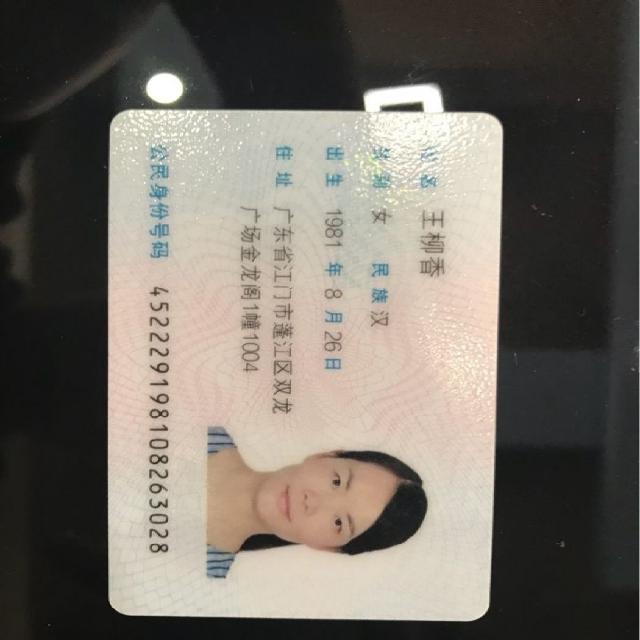 姓名 王柳香
性别 女 民族 汉
出生 1981 年 8 月 26 日
住址 广东省江门市蓬江区双龙
广场金龙阁1幢1004
公民身份号码 452229198108263028